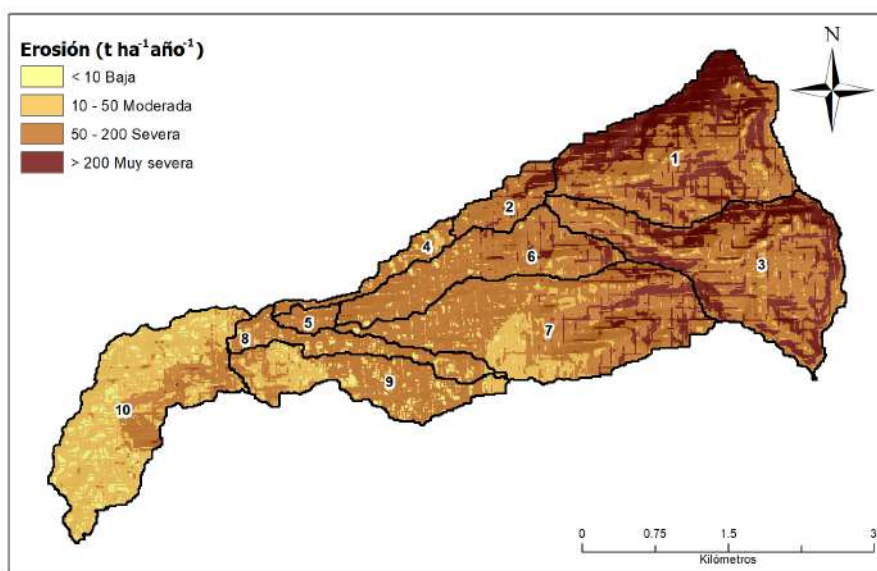 Erosión (t ha-1año-1)
< 10 Baja
10 - 50 Moderada
50 - 200 Severa
> 200 Muy severa
N
1
2
3
4
6
5
7
8
9
10
0 0.75 1.5 3
Kilómetros